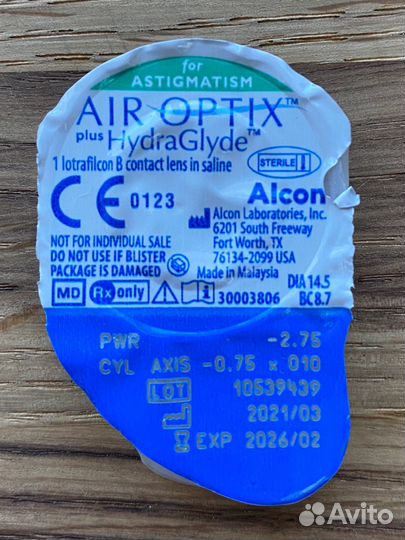 for
ASTIGMATISM
AIR OPTIX™
plus HydraGlyde™
1 lotrafilcon B contact lens in saline
STERILE
CE 0123
Alcon
Alcon Laboratories, Inc.
6201 South Freeway
Fort Worth, TX
76134-2099 USA
Made in Malaysia
NOT FOR INDIVIDUAL SALE
DO NOT USE IF BLISTER
PACKAGE IS DAMAGED
DIA 14.5
BC 8.7
MD Rx only 30003806
PWR -2.75
CYL AXIS -0.75 x 010
LOT 10539439
2021/03
EXP 2026/02
Avito